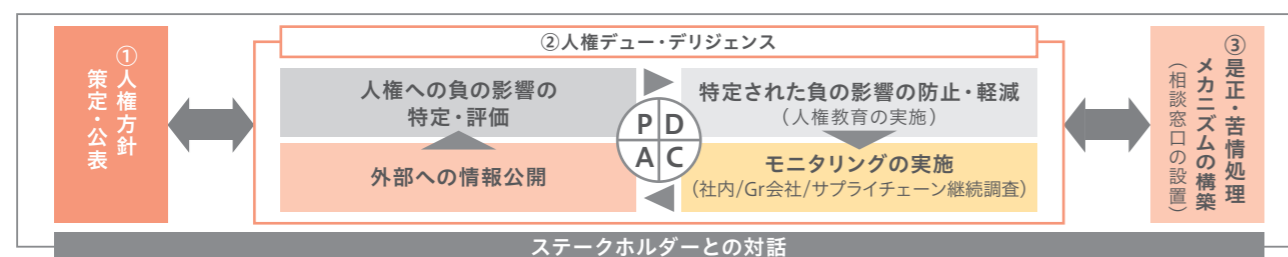 ①人権方針
策定・公表
②人権デュー・デリジェンス
人権への負の影響の
特定・評価
特定された負の影響の防止・軽減
（人権教育の実施）
P D
A C
外部への情報公開
モニタリングの実施
（社内/Gr会社/サプライチェーン継続調査）
③是正・苦情処理
メカニズムの構築
（相談窓口の設置）
ステークホルダーとの対話